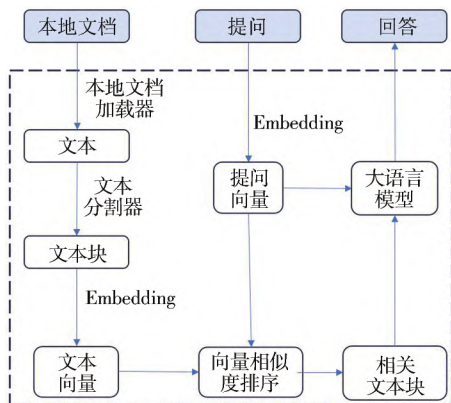 本地文档
提问
回答
本地文档
加载器
Embedding
文本
提问
向量
大语言
模型
文本
分割器
文本块
Embedding
文本
向量
向量相似
度排序
相关
文本块